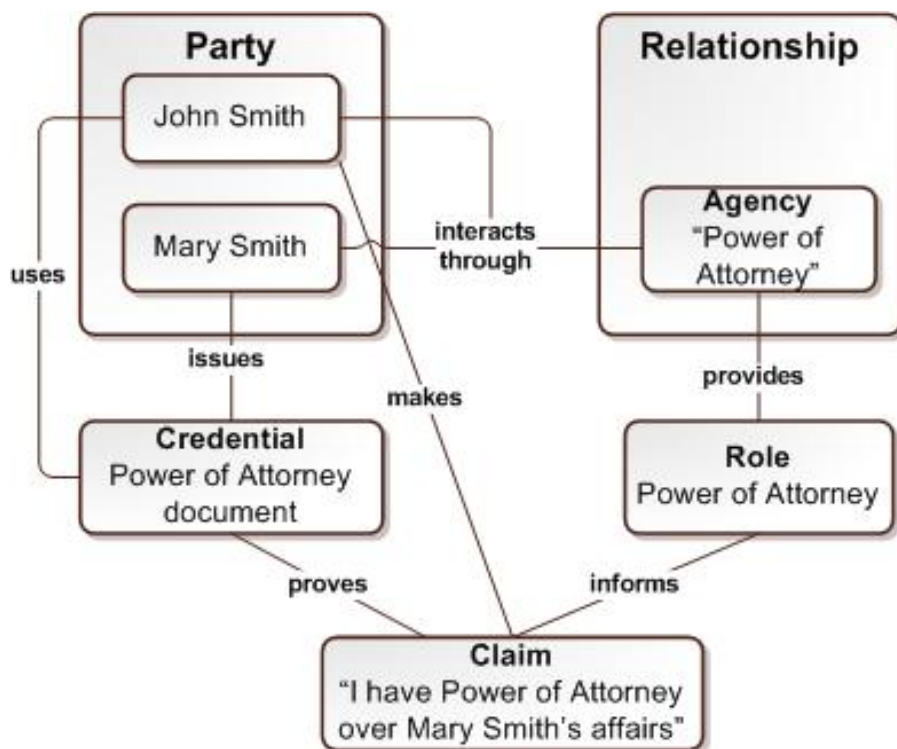 Party
Relationship
John Smith
Mary Smith
Agency
“Power of
Attorney”
interacts
through
uses
issues
makes
provides
Credential
Power of Attorney
document
Role
Power of Attorney
proves
informs
Claim
“I have Power of Attorney
over Mary Smith’s affairs”